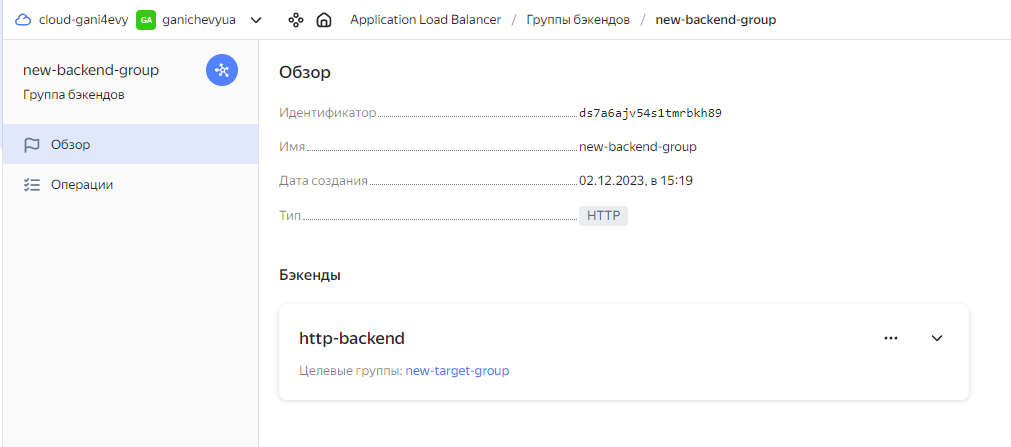 cloud-gani4evy GA ganichevyua Application Load Balancer / Группы бэкендов / new-backend-group
new-backend-group
Группа бэкендов
Обзор
Операции
Обзор
Идентификатор ds7a6ajv54s1tmrbkh89
Имя new-backend-group
Дата создания 02.12.2023, в 15:19
Тип HTTP
Бэкенды
http-backend
Целевые группы: new-target-group